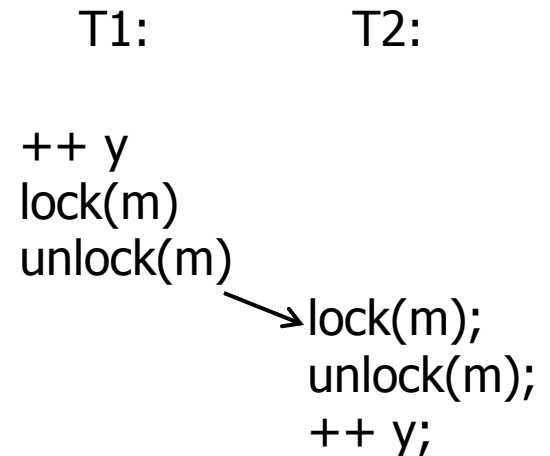 T1: T2:
++ y
lock(m)
unlock(m)
lock(m);
unlock(m);
++ y;